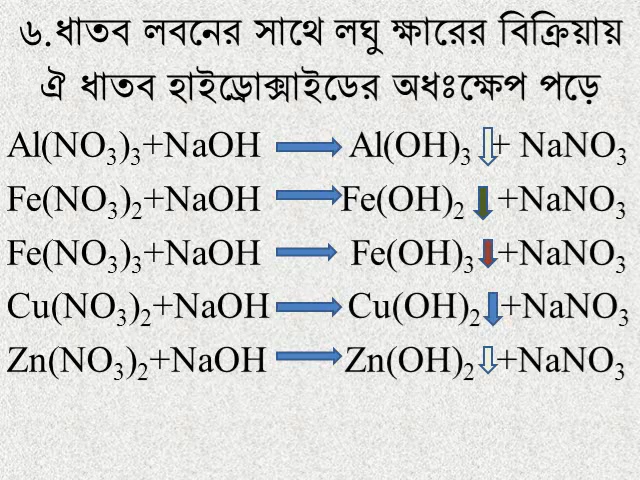 ৬.ধাতব লবনের সাথে লঘু ক্ষারের বিক্রিয়ায়
ঐ ধাতব হাইড্রোক্সাইডের অধঃক্ষেপ পড়ে
Al(NO₃)₃+NaOH → Al(OH)₃ ↓+ NaNO₃
Fe(NO₃)₂+NaOH → Fe(OH)₂ ↓ +NaNO₃
Fe(NO₃)₃+NaOH → Fe(OH)₃ ↓+NaNO₃
Cu(NO₃)₂+NaOH → Cu(OH)₂ ↓+NaNO₃
Zn(NO₃)₂+NaOH → Zn(OH)₂ ↓+NaNO₃